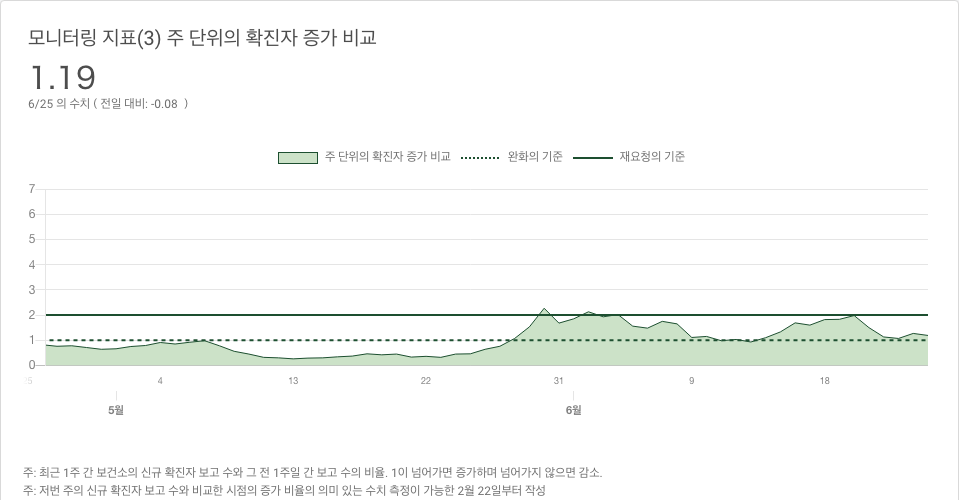 모니터링 지표(3) 주 단위의 확진자 증가 비교
1.19
6/25 의 수치 ( 전일 대비: -0.08 )
주 단위의 확진자 증가 비교 완화의 기준 재요청의 기준
7
6
5
4
3
2
1
0
5 4 13 22 31 9 18
5월 6월
주: 최근 1주 간 보건소의 신규 확진자 보고 수와 그 전 1주일 간 보고 수의 비율. 1이 넘어가면 증가하며 넘어가지 않으면 감소.
주: 저번 주의 신규 확진자 보고 수와 비교한 시점의 증가 비율의 의미 있는 수치 측정이 가능한 2월 22일부터 작성